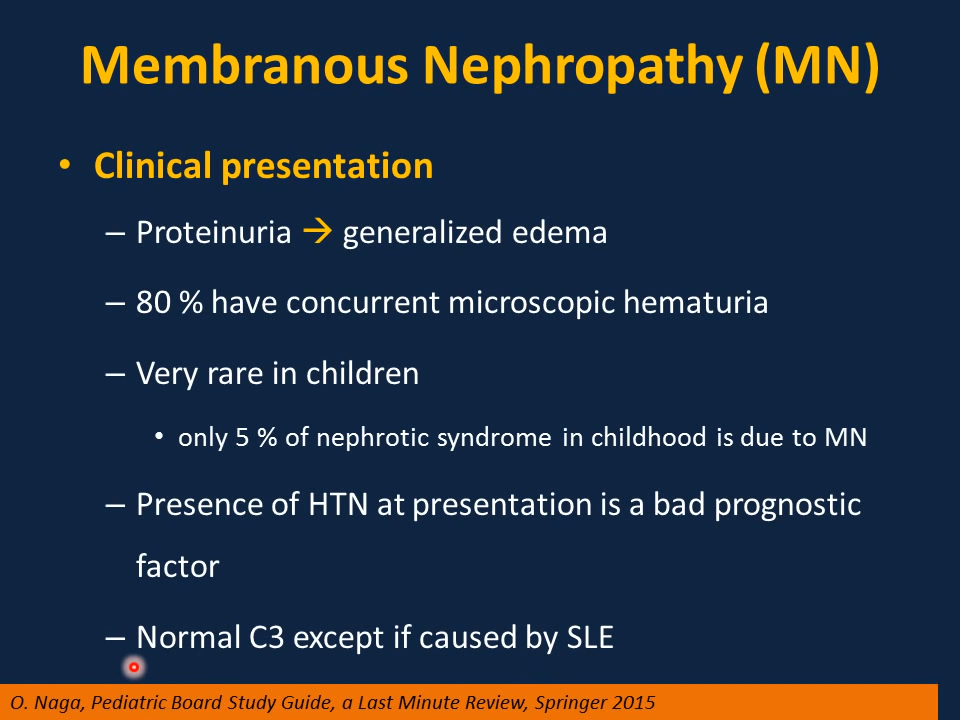 Membranous Nephropathy (MN)
• Clinical presentation
– Proteinuria → generalized edema
– 80 % have concurrent microscopic hematuria
– Very rare in children
• only 5 % of nephrotic syndrome in childhood is due to MN
– Presence of HTN at presentation is a bad prognostic
factor
– Normal C3 except if caused by SLE
O. Naga, Pediatric Board Study Guide, a Last Minute Review, Springer 2015